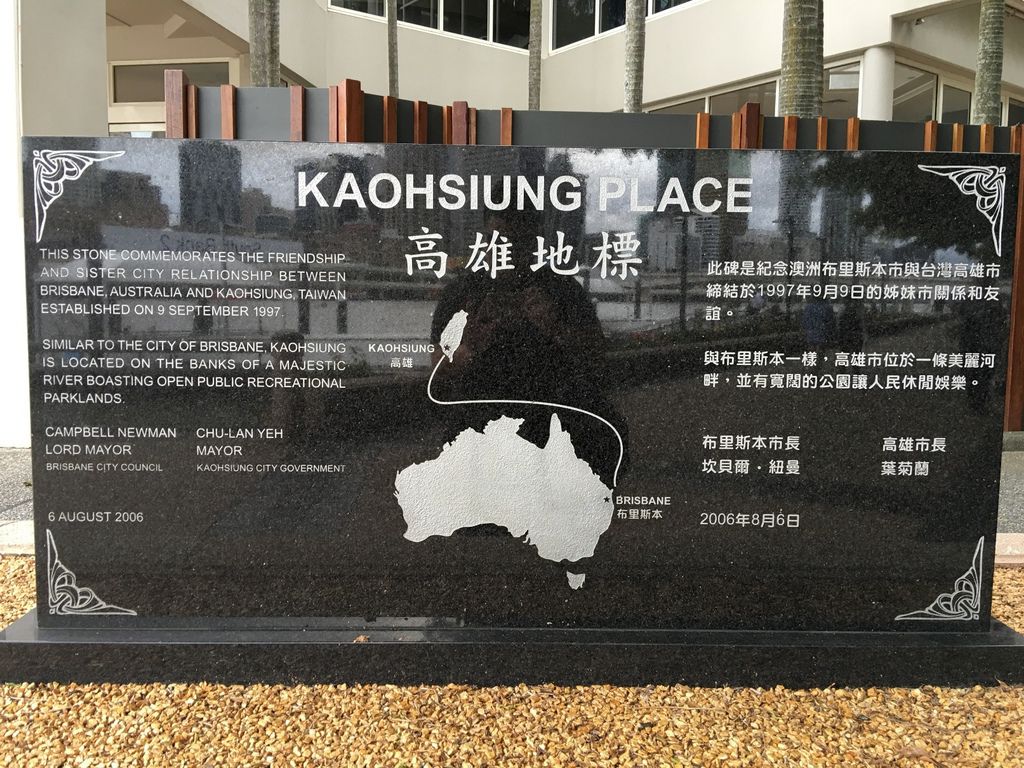 KAOHSIUNG PLACE
高雄地標
THIS STONE COMMEMORATES THE FRIENDSHIP
AND SISTER CITY RELATIONSHIP BETWEEN
BRISBANE, AUSTRALIA AND KAOHSIUNG, TAIWAN
ESTABLISHED ON 9 SEPTEMBER 1997.
SIMILAR TO THE CITY OF BRISBANE, KAOHSIUNG
IS LOCATED ON THE BANKS OF A MAJESTIC
RIVER BOASTING OPEN PUBLIC RECREATIONAL
PARKLANDS.
CAMPBELL NEWMAN CHU-LAN YEH
LORD MAYOR MAYOR
BRISBANE CITY COUNCIL KAOHSIUNG CITY GOVERNMENT
6 AUGUST 2006
KAOHSIUNG
高雄
BRISBANE
布里斯本
此碑是紀念澳洲布里斯本市與台灣高雄市
締結於1997年9月9日的姊妹市關係和友
誼。
與布里斯本一樣，高雄市位於一條美麗河
畔，並有寬闊的公園讓人民休閒娛樂。
布里斯本市長 高雄市長
坎貝爾·紐曼 葉菊蘭
2006年8月6日